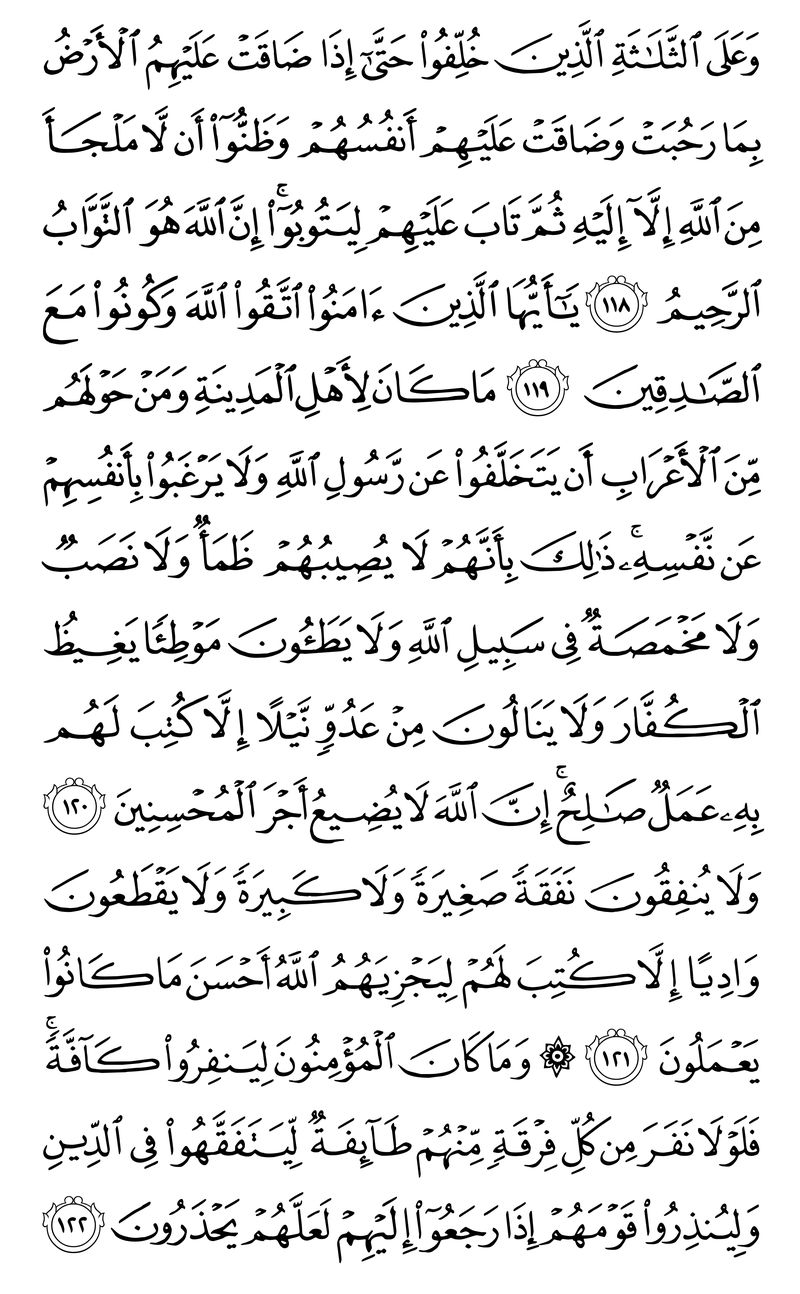 وَعَلَى ٱلثَّلَٰثَةِ ٱلَّذِينَ خُلِّفُوا۟ حَتَّىٰٓ إِذَا ضَاقَتْ عَلَيْهِمُ ٱلْأَرْضُ
بِمَا رَحُبَتْ وَضَاقَتْ عَلَيْهِمْ أَنفُسُهُمْ وَظَنُّوٓا۟ أَن لَّا مَلْجَأَ
مِنَ ٱللَّهِ إِلَّآ إِلَيْهِ ثُمَّ تَابَ عَلَيْهِمْ لِيَتُوبُوٓا۟ ۚ إِنَّ ٱللَّهَ هُوَ ٱلتَّوَّابُ
ٱلرَّحِيمُ ١١٨ يَٰٓأَيُّهَا ٱلَّذِينَ ءَامَنُوا۟ ٱتَّقُوا۟ ٱللَّهَ وَكُونُوا۟ مَعَ
ٱلصَّٰدِقِينَ ١١٩ مَا كَانَ لِأَهْلِ ٱلْمَدِينَةِ وَمَنْ حَوْلَهُم
مِّنَ ٱلْأَعْرَابِ أَن يَتَخَلَّفُوا۟ عَن رَّسُولِ ٱللَّهِ وَلَا يَرْغَبُوا۟ بِأَنفُسِهِمْ
عَن نَّفْسِهِۦ ۚ ذَٰلِكَ بِأَنَّهُمْ لَا يُصِيبُهُمْ ظَمَأٌ وَلَا نَصَبٌ
وَلَا مَخْمَصَةٌ فِى سَبِيلِ ٱللَّهِ وَلَا يَطَـُٔونَ مَوْطِئًا يَغِيظُ
ٱلْكُفَّارَ وَلَا يَنَالُونَ مِنْ عَدُوٍّ نَّيْلًا إِلَّا كُتِبَ لَهُم
بِهِۦ عَمَلٌ صَٰلِحٌ ۚ إِنَّ ٱللَّهَ لَا يُضِيعُ أَجْرَ ٱلْمُحْسِنِينَ ١٢٠
وَلَا يُنفِقُونَ نَفَقَةً صَغِيرَةً وَلَا كَبِيرَةً وَلَا يَقْطَعُونَ
وَادِيًا إِلَّا كُتِبَ لَهُمْ لِيَجْزِيَهُمُ ٱللَّهُ أَحْسَنَ مَا كَانُوا۟
يَعْمَلُونَ ١٢١ ۞ وَمَا كَانَ ٱلْمُؤْمِنُونَ لِيَنفِرُوا۟ كَآفَّةً ۚ
فَلَوْلَا نَفَرَ مِن كُلِّ فِرْقَةٍ مِّنْهُمْ طَآئِفَةٌ لِّيَتَفَقَّهُوا۟ فِى ٱلدِّينِ
وَلِيُنذِرُوا۟ قَوْمَهُمْ إِذَا رَجَعُوٓا۟ إِلَيْهِمْ لَعَلَّهُمْ يَحْذَرُونَ ١٢٢